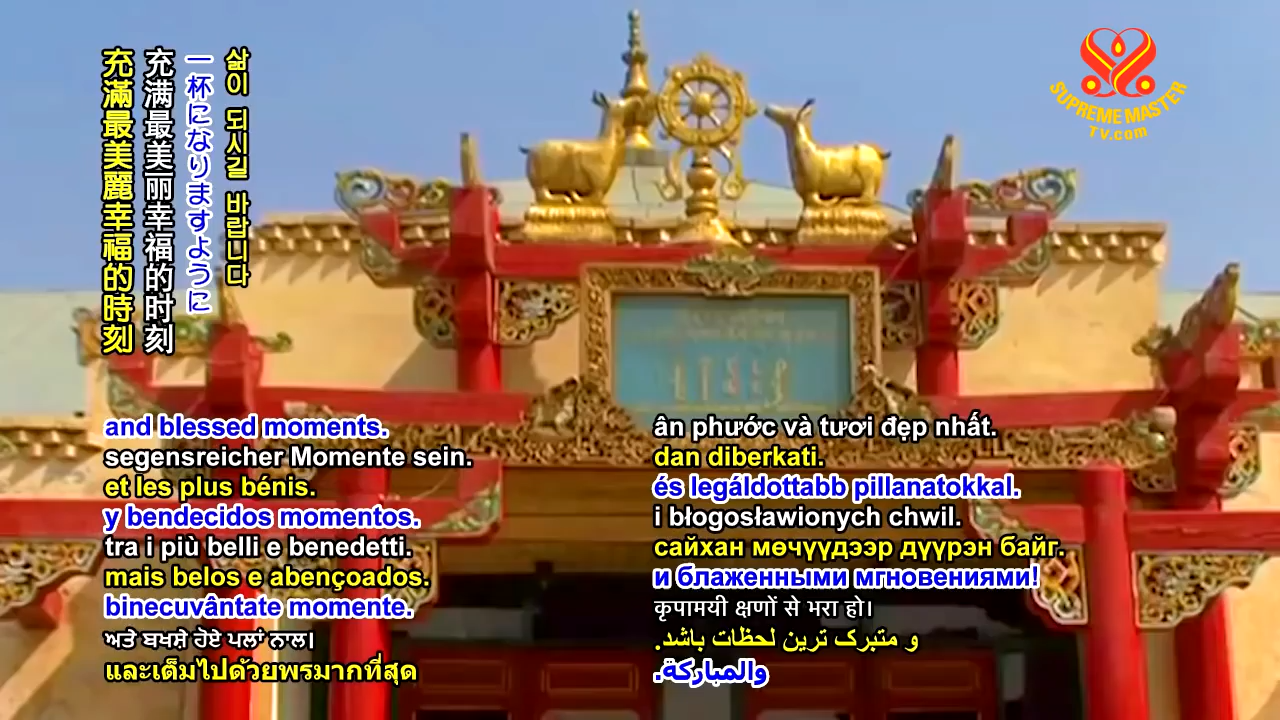 삶이 되시길 바랍니다
一杯になりますように
充满最美丽幸福的时刻
充滿最美麗幸福的時刻
SUPREME MASTER
TV.com
and blessed moments.
segensreicher Momente sein.
et les plus bénis.
y bendecidos momentos.
tra i più belli e benedetti.
mais belos e abençoados.
binecuvântate momente.
ਅਤੇ ਬਖਸ਼ੇ ਹੋਏ ਪਲਾਂ ਨਾਲ।
และเต็มไปด้วยพรมากที่สุด
ân phước và tươi đẹp nhất.
dan diberkati.
és legáldottabb pillanatokkal.
i błogosławionych chwil.
сайхан мөчүүдээр дүүрэн байг.
и блаженными мгновениями!
कृपामयी क्षणों से भरा हो।
و متبرک ترین لحظات باشد.
والمباركة.